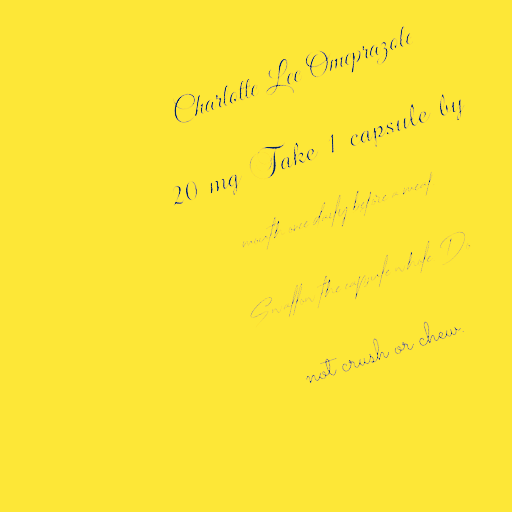 Charlotte Lee Omeprazole
20 mg Take 1 capsule by
mouth once daily before a meal
Swallow the capsule whole Do
not crush or chew.